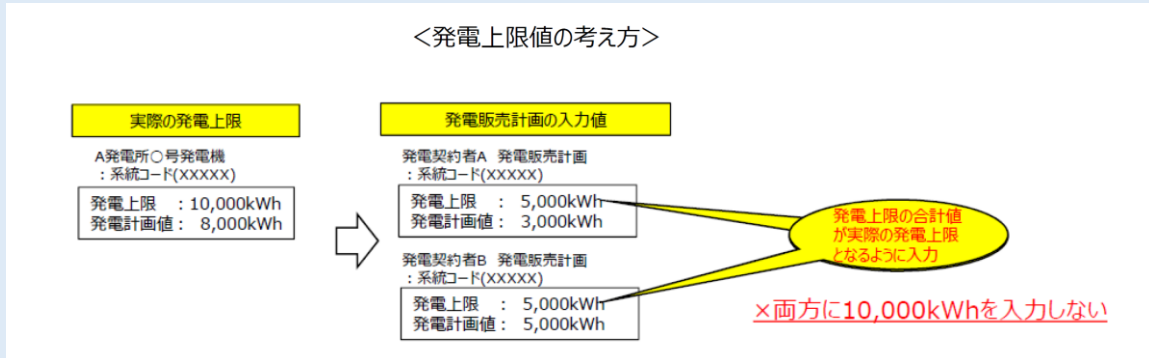 ＜発電上限値の考え方＞
実際の発電上限
A発電所○号発電機
：系統コード(XXXXX)
発電上限　：10,000kWh
発電計画値： 8,000kWh
発電販売計画の入力値
発電契約者A 発電販売計画
：系統コード(XXXXX)
発電上限　： 5,000kWh
発電計画値： 3,000kWh
発電契約者B 発電販売計画
：系統コード(XXXXX)
発電上限　： 5,000kWh
発電計画値： 5,000kWh
発電上限の合計値
が実際の発電上限
となるように入力
×両方に10,000kWhを入力しない